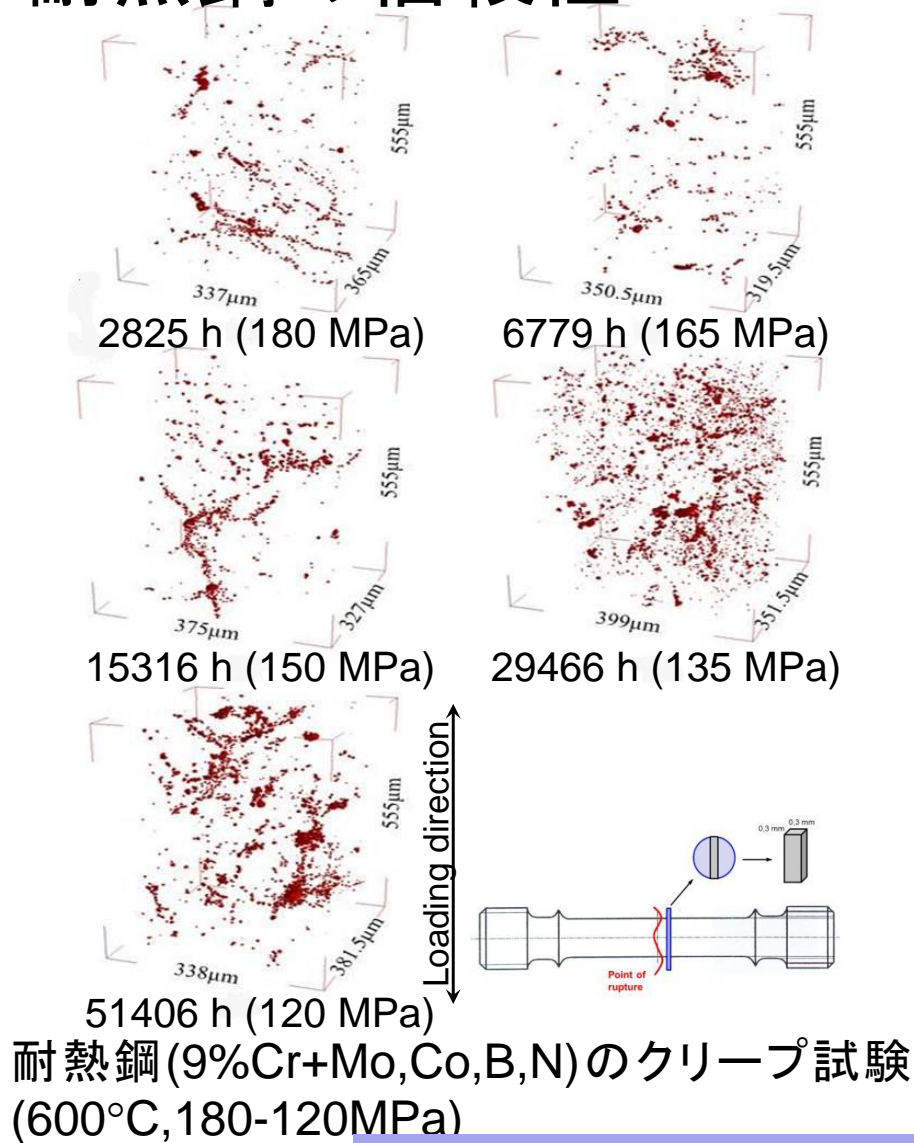 555μm
337μm
365μm
2825 h (180 MPa)
555μm
350.5μm
319.5μm
6779 h (165 MPa)
555μm
375μm
327μm
15316 h (150 MPa)
555μm
399μm
351.5μm
29466 h (135 MPa)
555μm
338μm
381.5μm
51406 h (120 MPa)
Loading direction
0,3 mm
0,3 mm
Point of
rupture
耐熱鋼(9%Cr+Mo,Co,B,N)のクリープ試験
(600°C,180-120MPa)